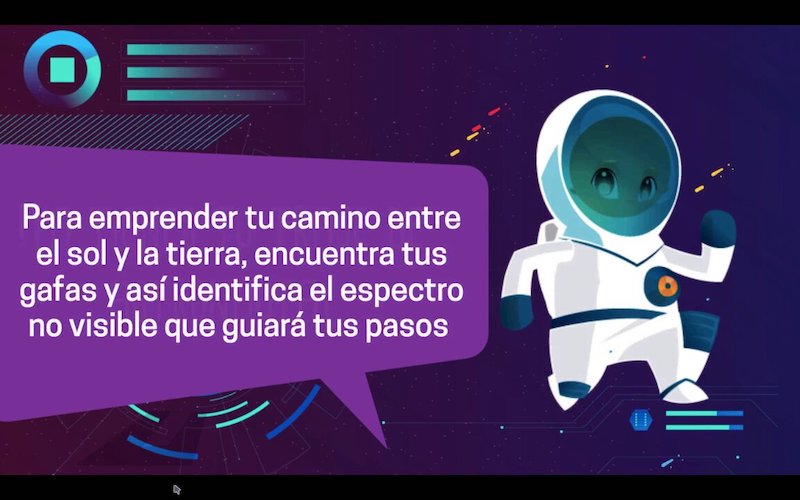 Para emprender tu camino entre
el sol y la tierra, encuentra tus
gafas y así identifica el espectro
no visible que guiará tus pasos